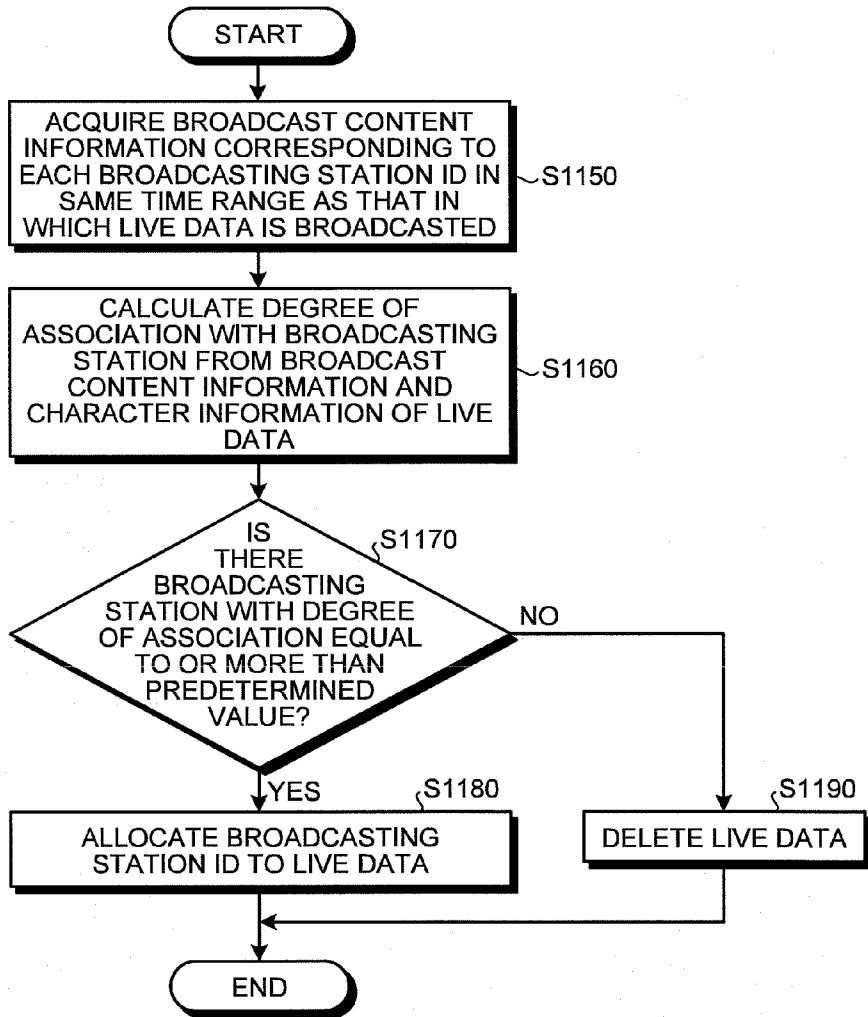 START
ACQUIRE BROADCAST CONTENT
INFORMATION CORRESPONDING TO
EACH BROADCASTING STATION ID IN
SAME TIME RANGE AS THAT IN
WHICH LIVE DATA IS BROADCASTED
S1150
CALCULATE DEGREE OF
ASSOCIATION WITH BROADCASTING
STATION FROM BROADCAST
CONTENT INFORMATION AND
CHARACTER INFORMATION OF LIVE
DATA
S1160
IS
THERE
BROADCASTING
STATION WITH DEGREE
OF ASSOCIATION EQUAL
TO OR MORE THAN
PREDETERMINED
VALUE?
S1170
NO
YES
S1180
ALLOCATE BROADCASTING
STATION ID TO LIVE DATA
S1190
DELETE LIVE DATA
END